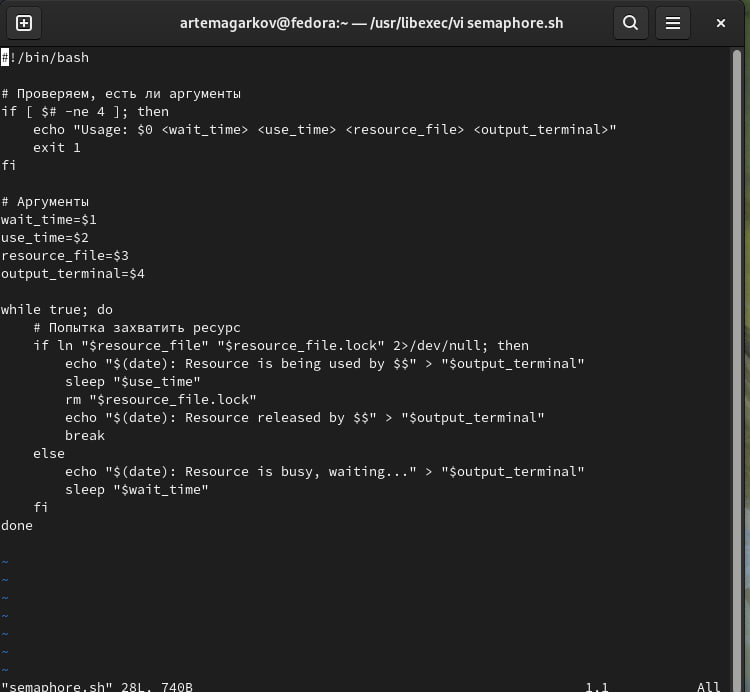 artemagarkov@fedora:~ — /usr/libexec/vi semaphore.sh
#!/bin/bash

# Проверяем, есть ли аргументы
if [ $# -ne 4 ]; then
    echo "Usage: $0 <wait_time> <use_time> <resource_file> <output_terminal>"
    exit 1
fi

# Аргументы
wait_time=$1
use_time=$2
resource_file=$3
output_terminal=$4

while true; do
    # Попытка захватить ресурс
    if ln "$resource_file" "$resource_file.lock" 2>/dev/null; then
        echo "$(date): Resource is being used by $$" > "$output_terminal"
        sleep "$use_time"
        rm "$resource_file.lock"
        echo "$(date): Resource released by $$" > "$output_terminal"
        break
    else
        echo "$(date): Resource is busy, waiting..." > "$output_terminal"
        sleep "$wait_time"
    fi
done

~
~
~
~
~
~
~
"semaphore.sh" 28L, 740B 1,1 All